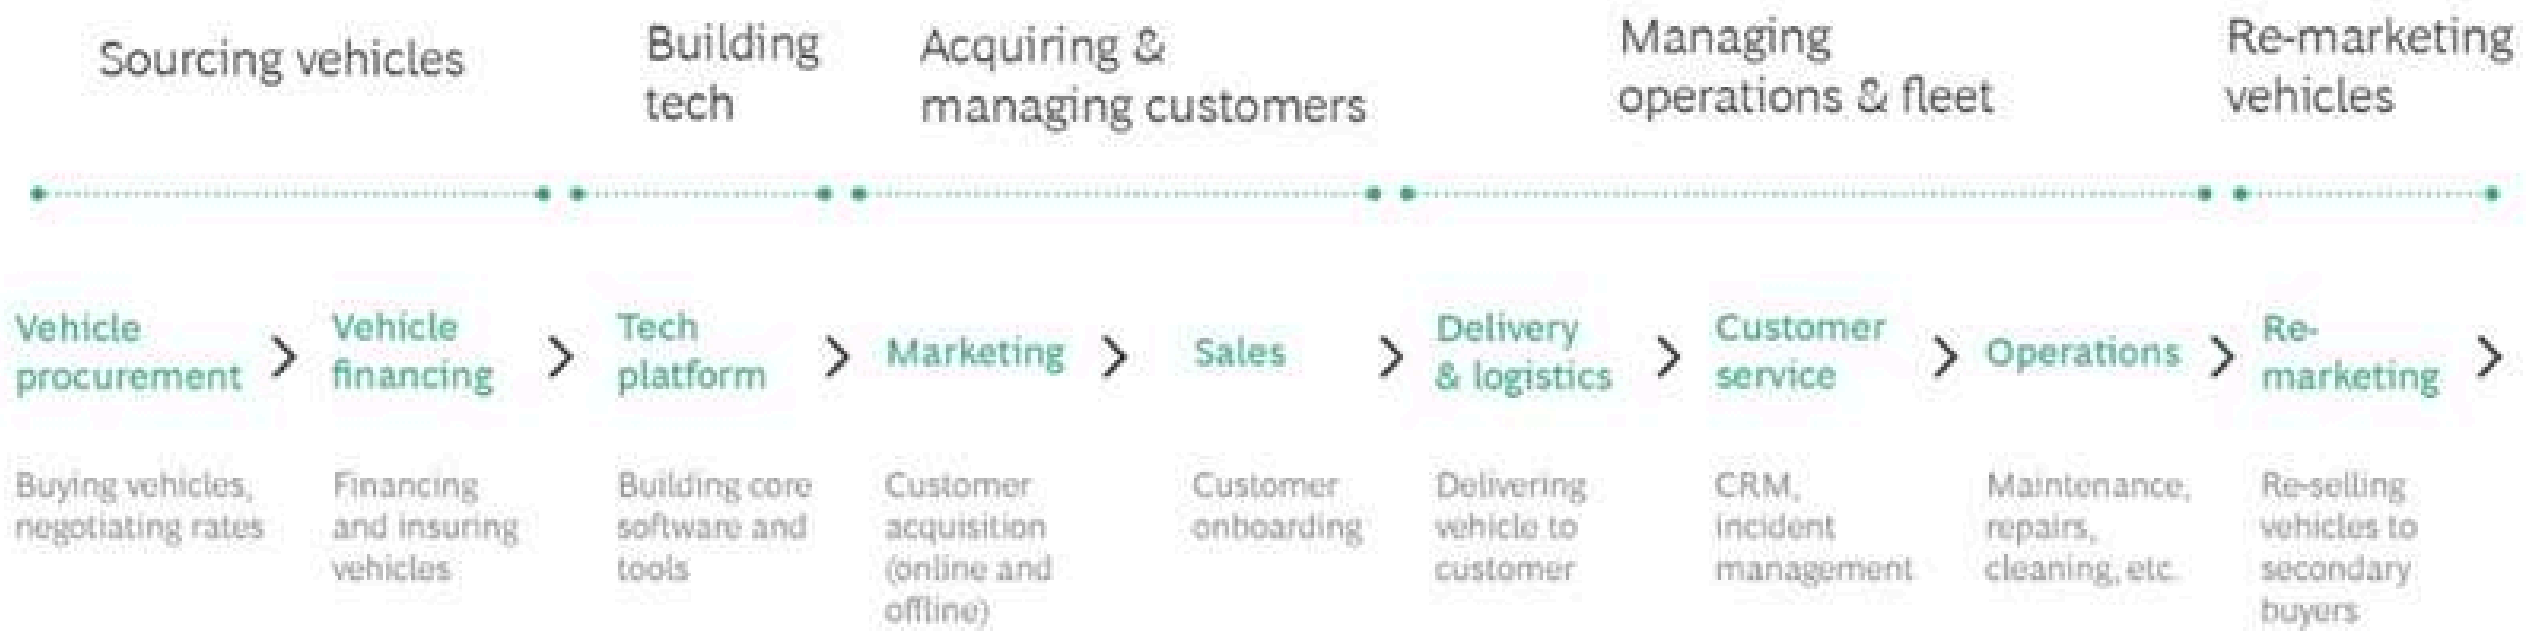 Sourcing vehicles
Building
tech
Acquiring &
managing customers
Managing
operations & fleet
Re-marketing
vehicles
Vehicle
procurement
Vehicle
financing
Tech
platform
Marketing
Sales
Delivery
& logistics
Customer
service
Operations
Re-
marketing
Buying vehicles,
negotiating rates
Financing
and insuring
vehicles
Building core
software and
tools
Customer
acquisition
(online and
offline)
Customer
onboarding
Delivering
vehicle to
customer
CRM,
incident
management
Maintenance,
repairs,
cleaning, etc.
Re-selling
vehicles to
secondary
buyers